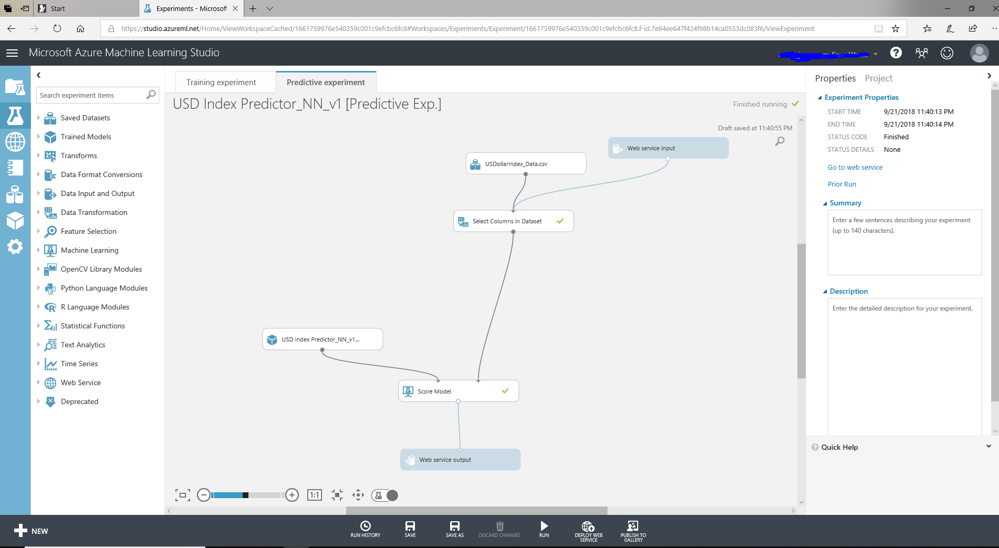 Start
Experiments - Microsoft
https://studio.azureml.net/Home/ViewWorkspaceCached/1661759976e540359c001c9efcbc6fc8#Workspaces/Experiments/Experiment/1661759976e540359c001c9efcbc6fc8.f-id.7e84ee647f424f98b14ca0553dc083f6/ViewExperiment
Microsoft Azure Machine Learning Studio
Search experiment items
Saved Datasets
Trained Models
Transforms
Data Format Conversions
Data Input and Output
Data Transformation
Feature Selection
Machine Learning
OpenCV Library Modules
Python Language Modules
R Language Modules
Statistical Functions
Text Analytics
Time Series
Web Service
Deprecated
Training experiment
Predictive experiment
USD Index Predictor_NN_v1 [Predictive Exp.]
Finished running
Draft saved at 11:40:55 PM
Web service input
USDollarIndex_Data.csv
Select Columns in Dataset
USD Index Predictor_NN_v1...
Score Model
Web service output
1:1
Properties Project
Experiment Properties
START TIME 9/21/2018 11:40:13 PM
END TIME 9/21/2018 11:40:14 PM
STATUS CODE Finished
STATUS DETAILS None
Go to web service
Prior Run
Summary
Enter a few sentences describing your experiment
(up to 140 characters).
Description
Enter the detailed description for your experiment.
Quick Help
NEW
RUN HISTORY
SAVE
SAVE AS
DISCARD CHANGES
RUN
DEPLOY WEB
SERVICE
PUBLISH TO
GALLERY